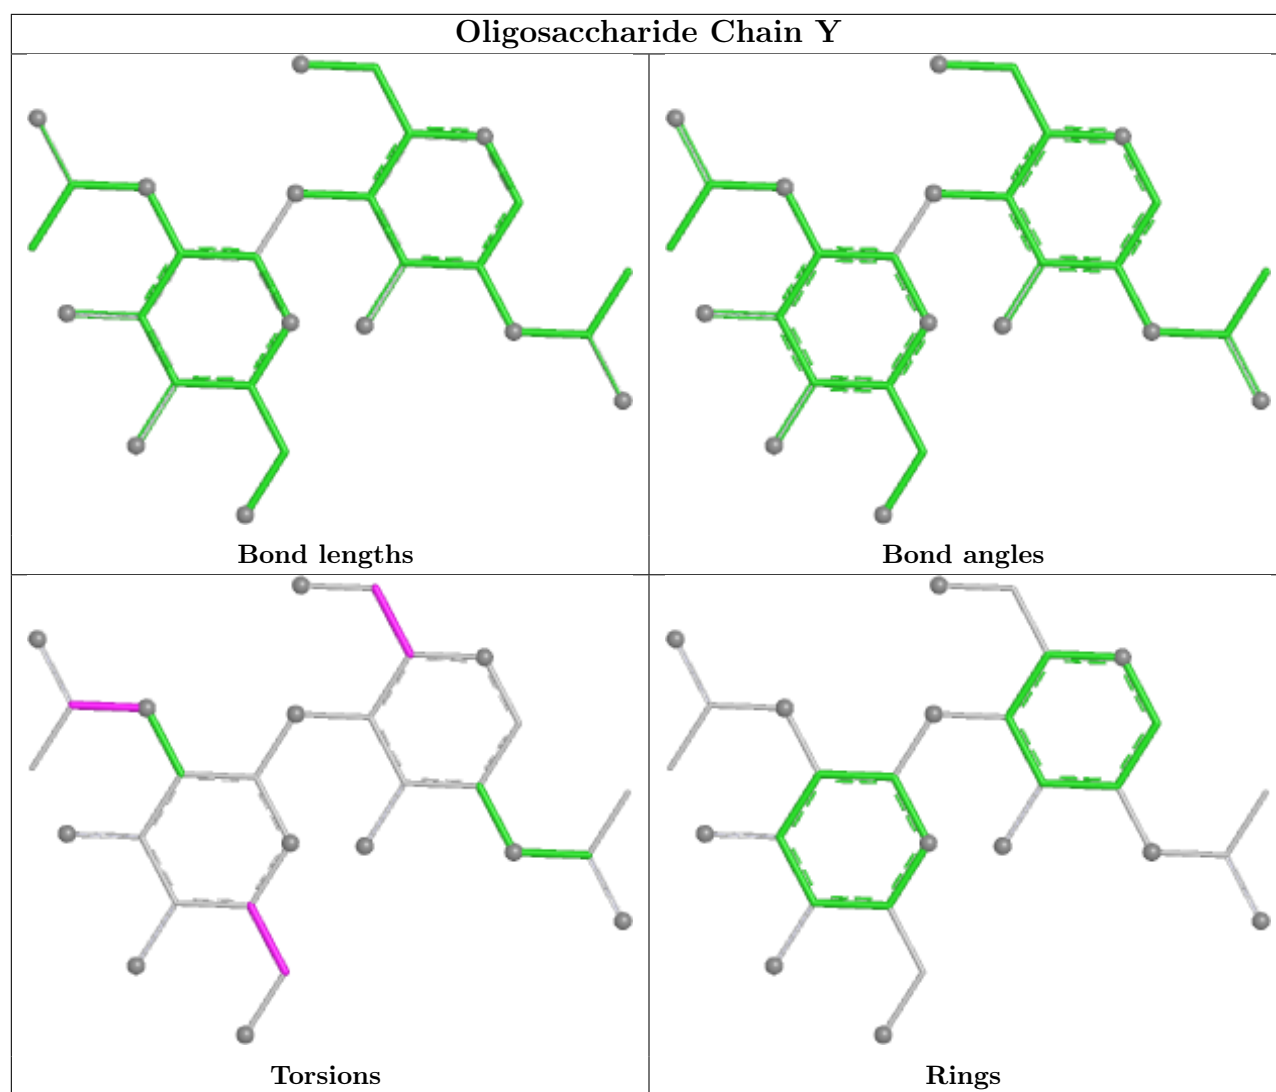 Oligosaccharide Chain Y
Bond lengths
Bond angles
Torsions
Rings